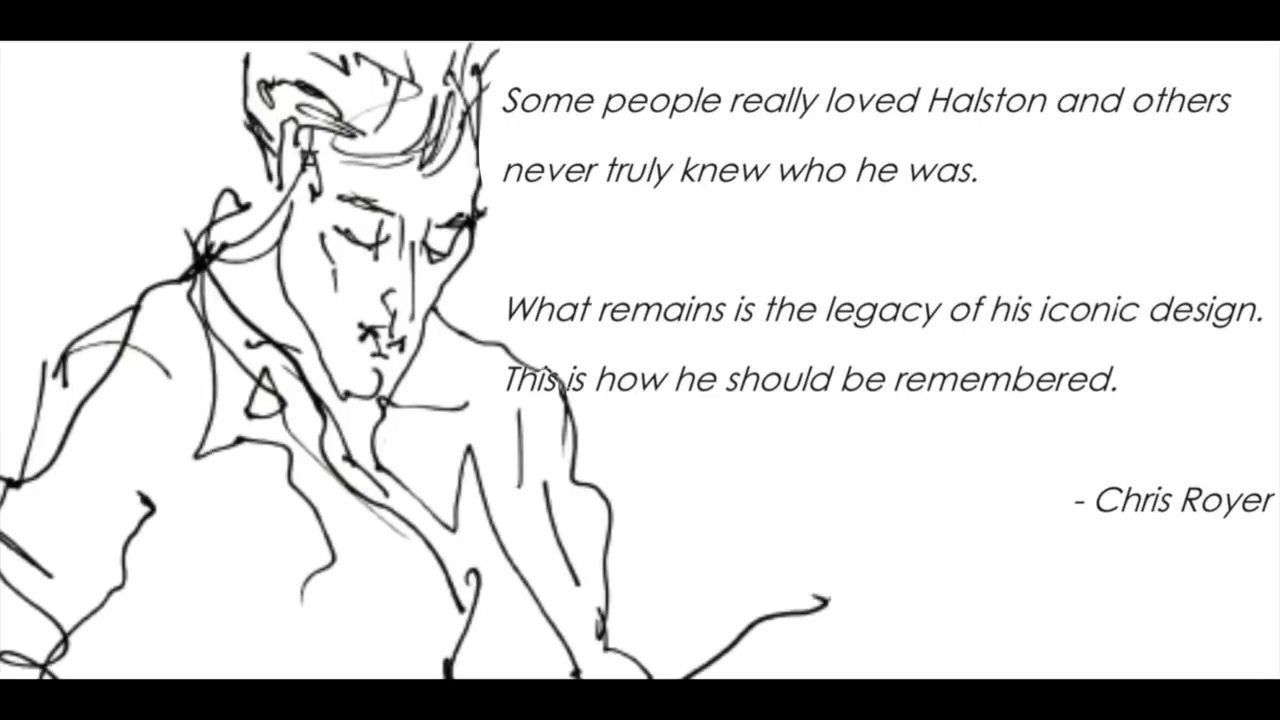 Some people really loved Halston and others
never truly knew who he was.
What remains is the legacy of his iconic design.
This is how he should be remembered.
- Chris Royer